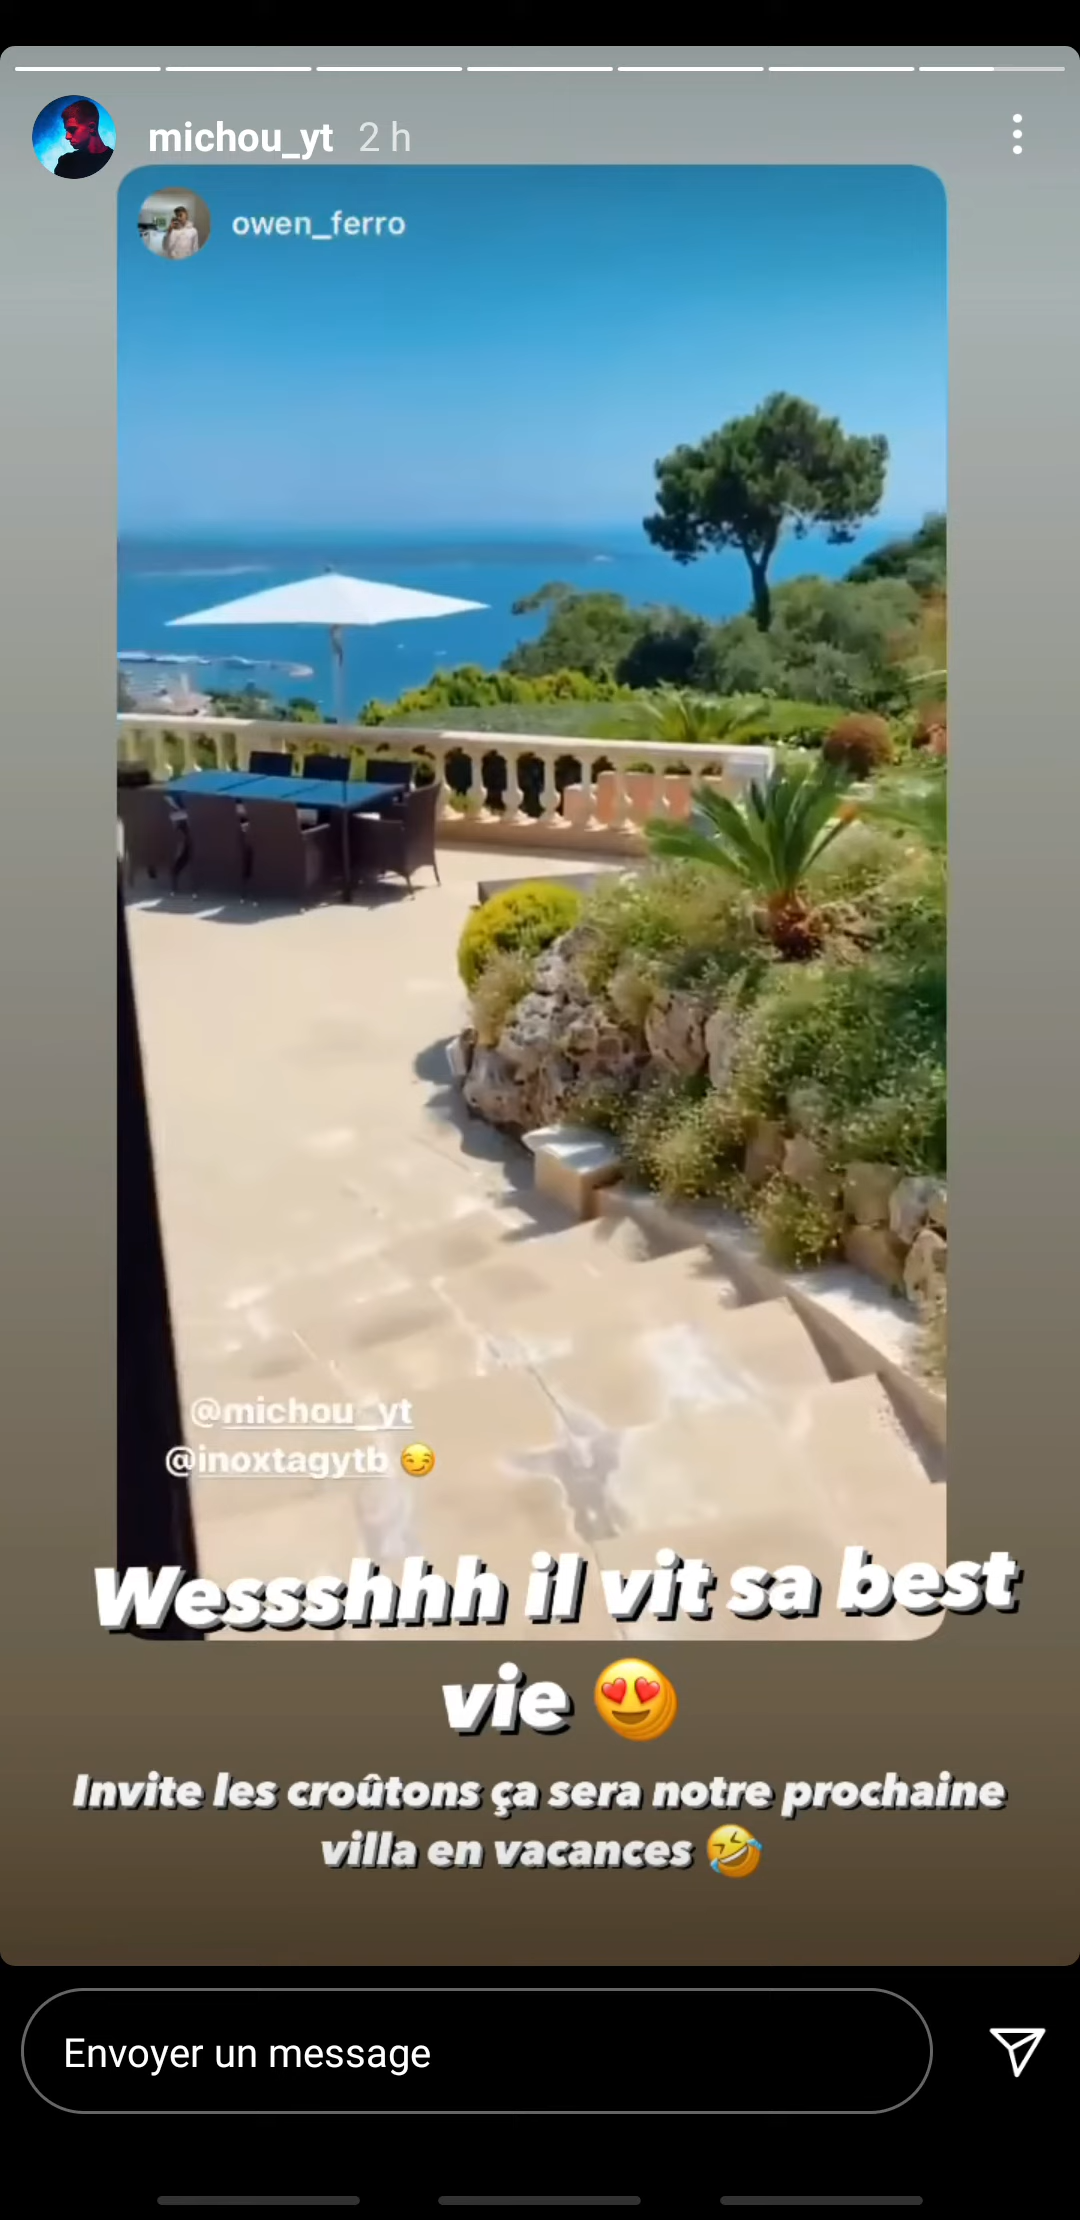 michou_yt 2 h
owen_ferro
@michou_yt
@inoxtagytb 😏
Wessshhh il vit sa best
vie 😍
Invite les croûtons ça sera notre prochaine
villa en vacances 🤣
Envoyer un message